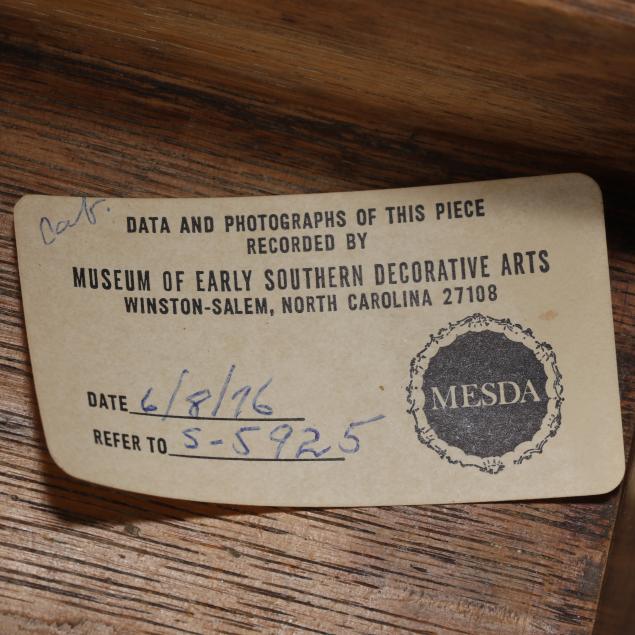 Cab.
DATA AND PHOTOGRAPHS OF THIS PIECE
RECORDED BY
MUSEUM OF EARLY SOUTHERN DECORATIVE ARTS
WINSTON-SALEM, NORTH CAROLINA 27108
MESDA
DATE 6/8/76
REFER TO S-5925